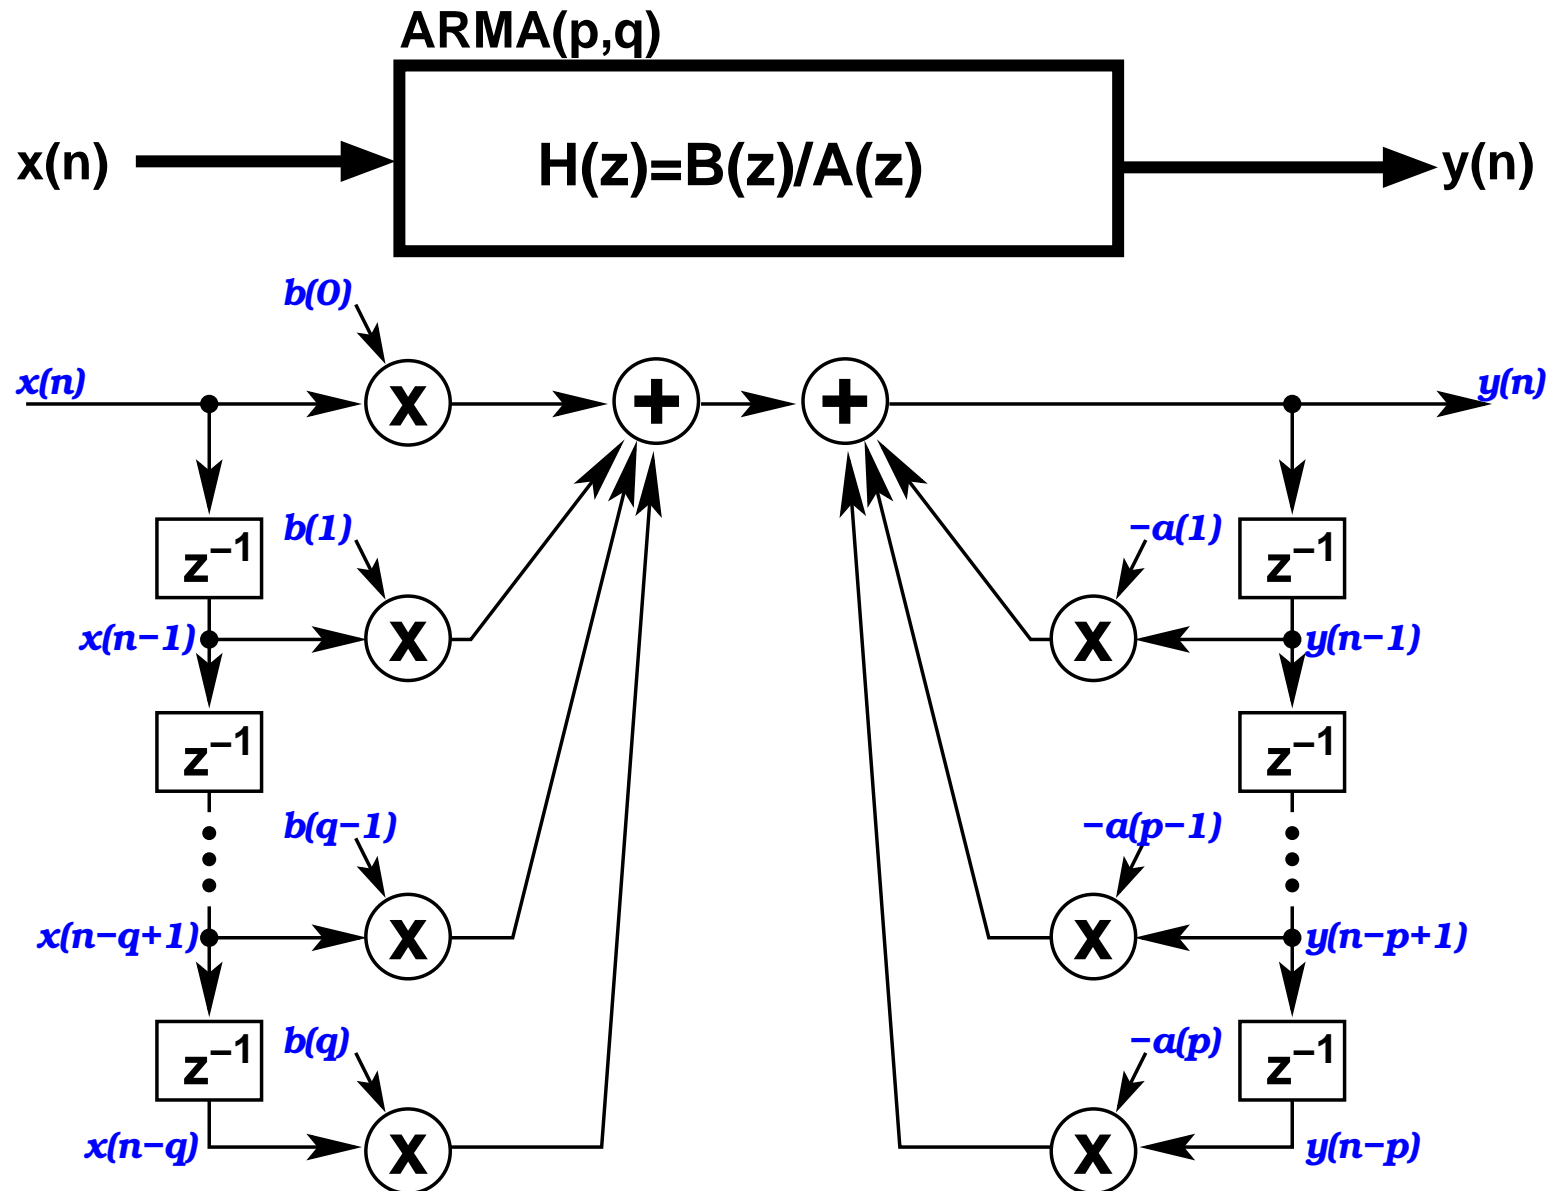 ARMA(p,q)
x(n)
H(z)=B(z)/A(z)
y(n)
b(0)
x(n)
x
+
+
y(n)
z⁻¹
b(1)
-a(1)
z⁻¹
x(n-1)
x
x
y(n-1)
z⁻¹
z⁻¹
b(q-1)
-a(p-1)
x(n-q+1)
x
x
y(n-p+1)
z⁻¹
b(q)
-a(p)
z⁻¹
x(n-q)
x
x
y(n-p)